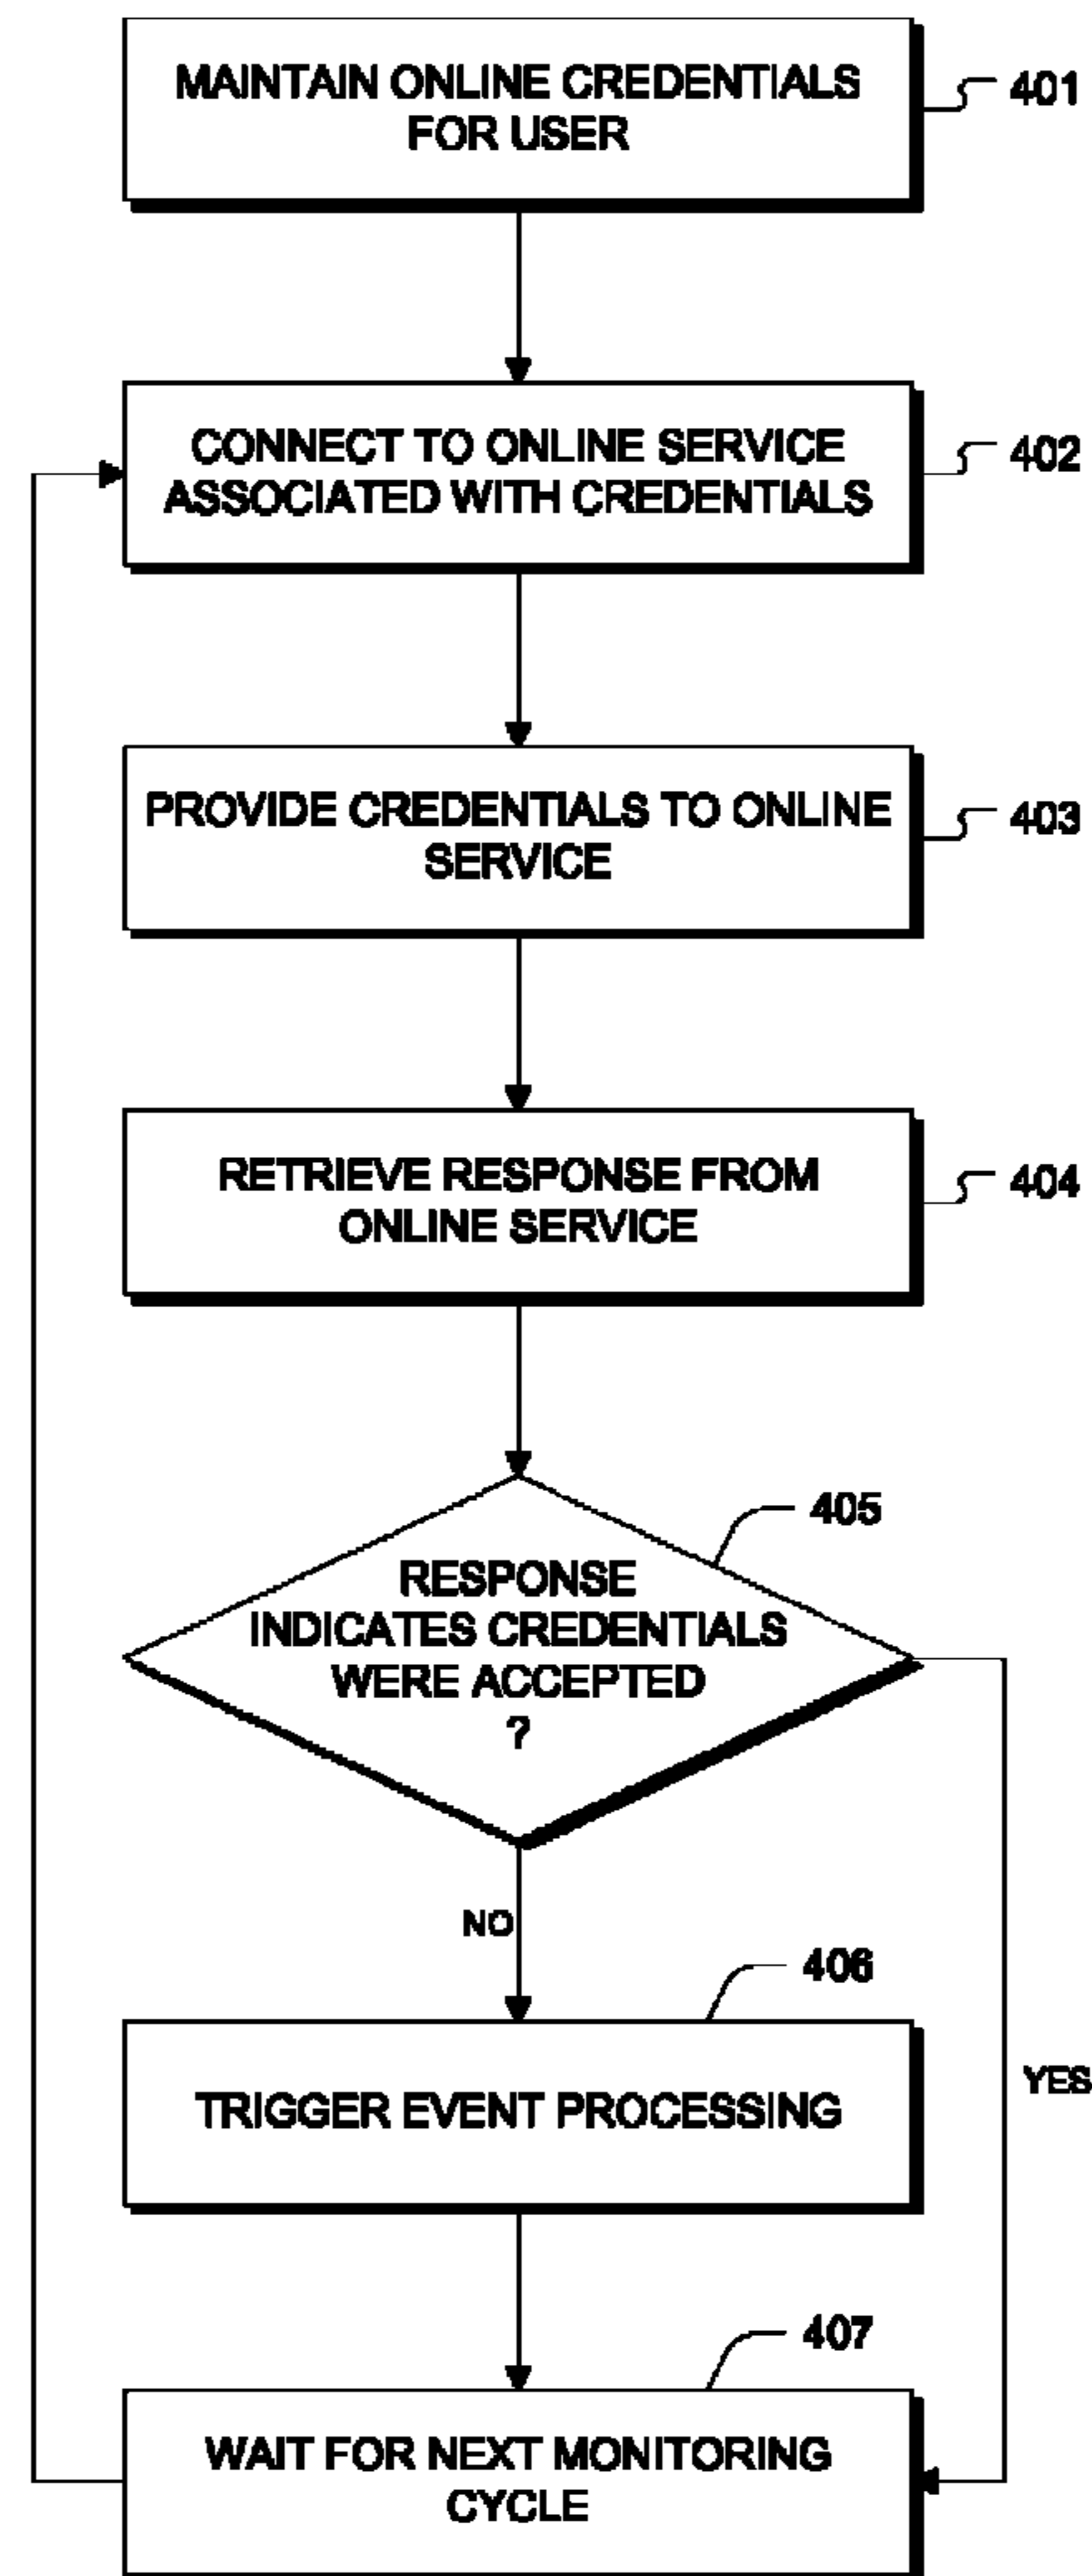 MAINTAIN ONLINE CREDENTIALS
FOR USER
401
CONNECT TO ONLINE SERVICE
ASSOCIATED WITH CREDENTIALS
402
PROVIDE CREDENTIALS TO ONLINE
SERVICE
403
RETRIEVE RESPONSE FROM
ONLINE SERVICE
404
405
RESPONSE
INDICATES CREDENTIALS
WERE ACCEPTED
?
NO
406
YES
TRIGGER EVENT PROCESSING
407
WAIT FOR NEXT MONITORING
CYCLE